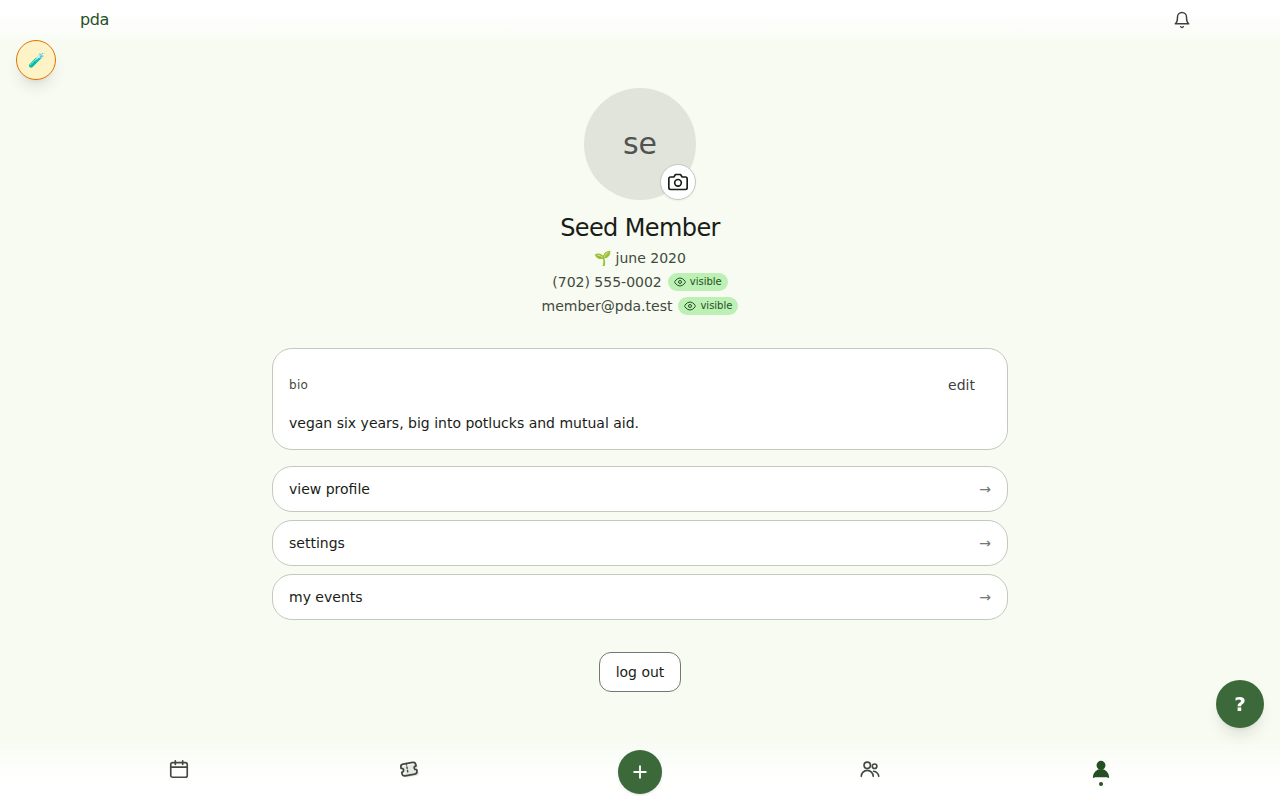 pda
se
Seed Member
🌱 june 2020
(702) 555-0002 visible
member@pda.test visible
bio edit
vegan six years, big into potlucks and mutual aid.
view profile →
settings →
my events →
log out
?